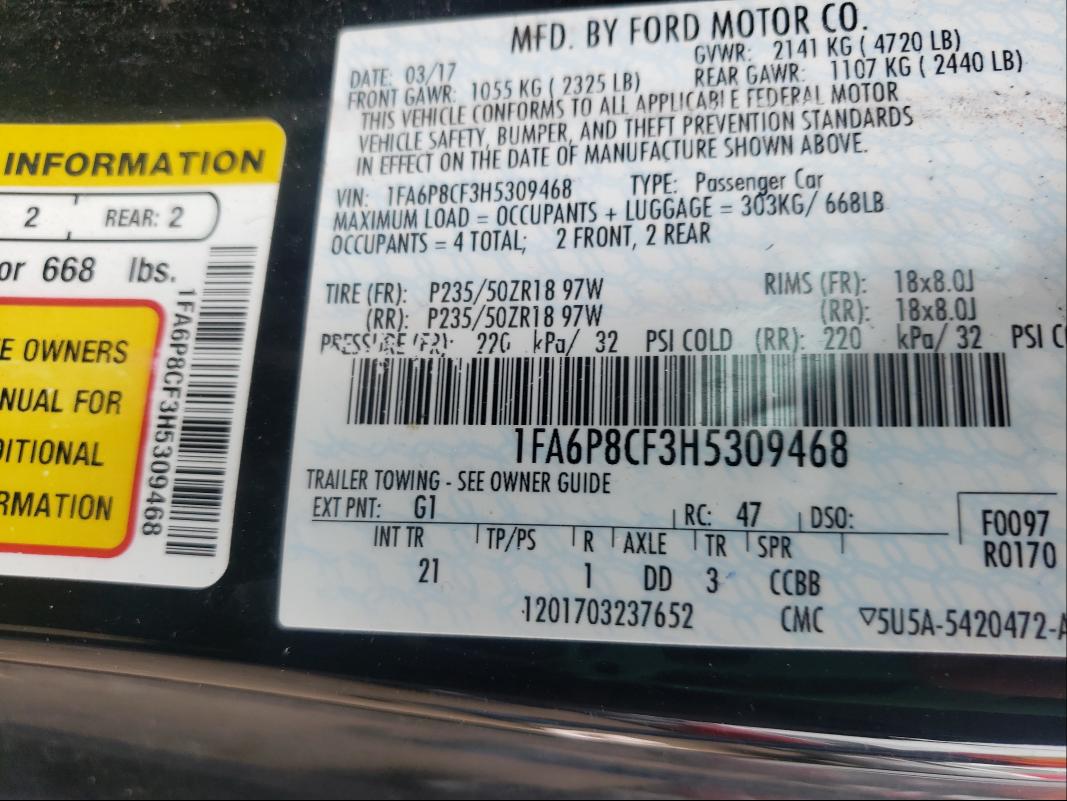 INFORMATION
2 REAR: 2
or 668 lbs.
E OWNERS
NUAL FOR
DITIONAL
RMATION
1FA6P8CF3H5309468
MFD. BY FORD MOTOR CO.
DATE: 03/17 GVWR: 2141 KG ( 4720 LB)
FRONT GAWR: 1055 KG ( 2325 LB) REAR GAWR: 1107 KG ( 2440 LB)
THIS VEHICLE CONFORMS TO ALL APPLICABLE FEDERAL MOTOR
VEHICLE SAFETY, BUMPER, AND THEFT PREVENTION STANDARDS
IN EFFECT ON THE DATE OF MANUFACTURE SHOWN ABOVE.
VIN: 1FA6P8CF3H5309468 TYPE: Passenger Car
MAXIMUM LOAD = OCCUPANTS + LUGGAGE = 303KG/ 668LB
OCCUPANTS = 4 TOTAL; 2 FRONT, 2 REAR
TIRE (FR): P235/50ZR18 97W RIMS (FR): 18x8.0J
(RR): P235/50ZR18 97W (RR): 18x8.0J
PRESSURE (FR): 220 kPa/ 32 PSI COLD (RR): 220 kPa/ 32 PSI C
1FA6P8CF3H5309468
TRAILER TOWING - SEE OWNER GUIDE
EXT PNT: G1 RC: 47 DSO: F0097
INT TR TP/PS R AXLE TR SPR R0170
21 1 DD 3 CCBB
1201703237652 CMC ▽5U5A-5420472-A